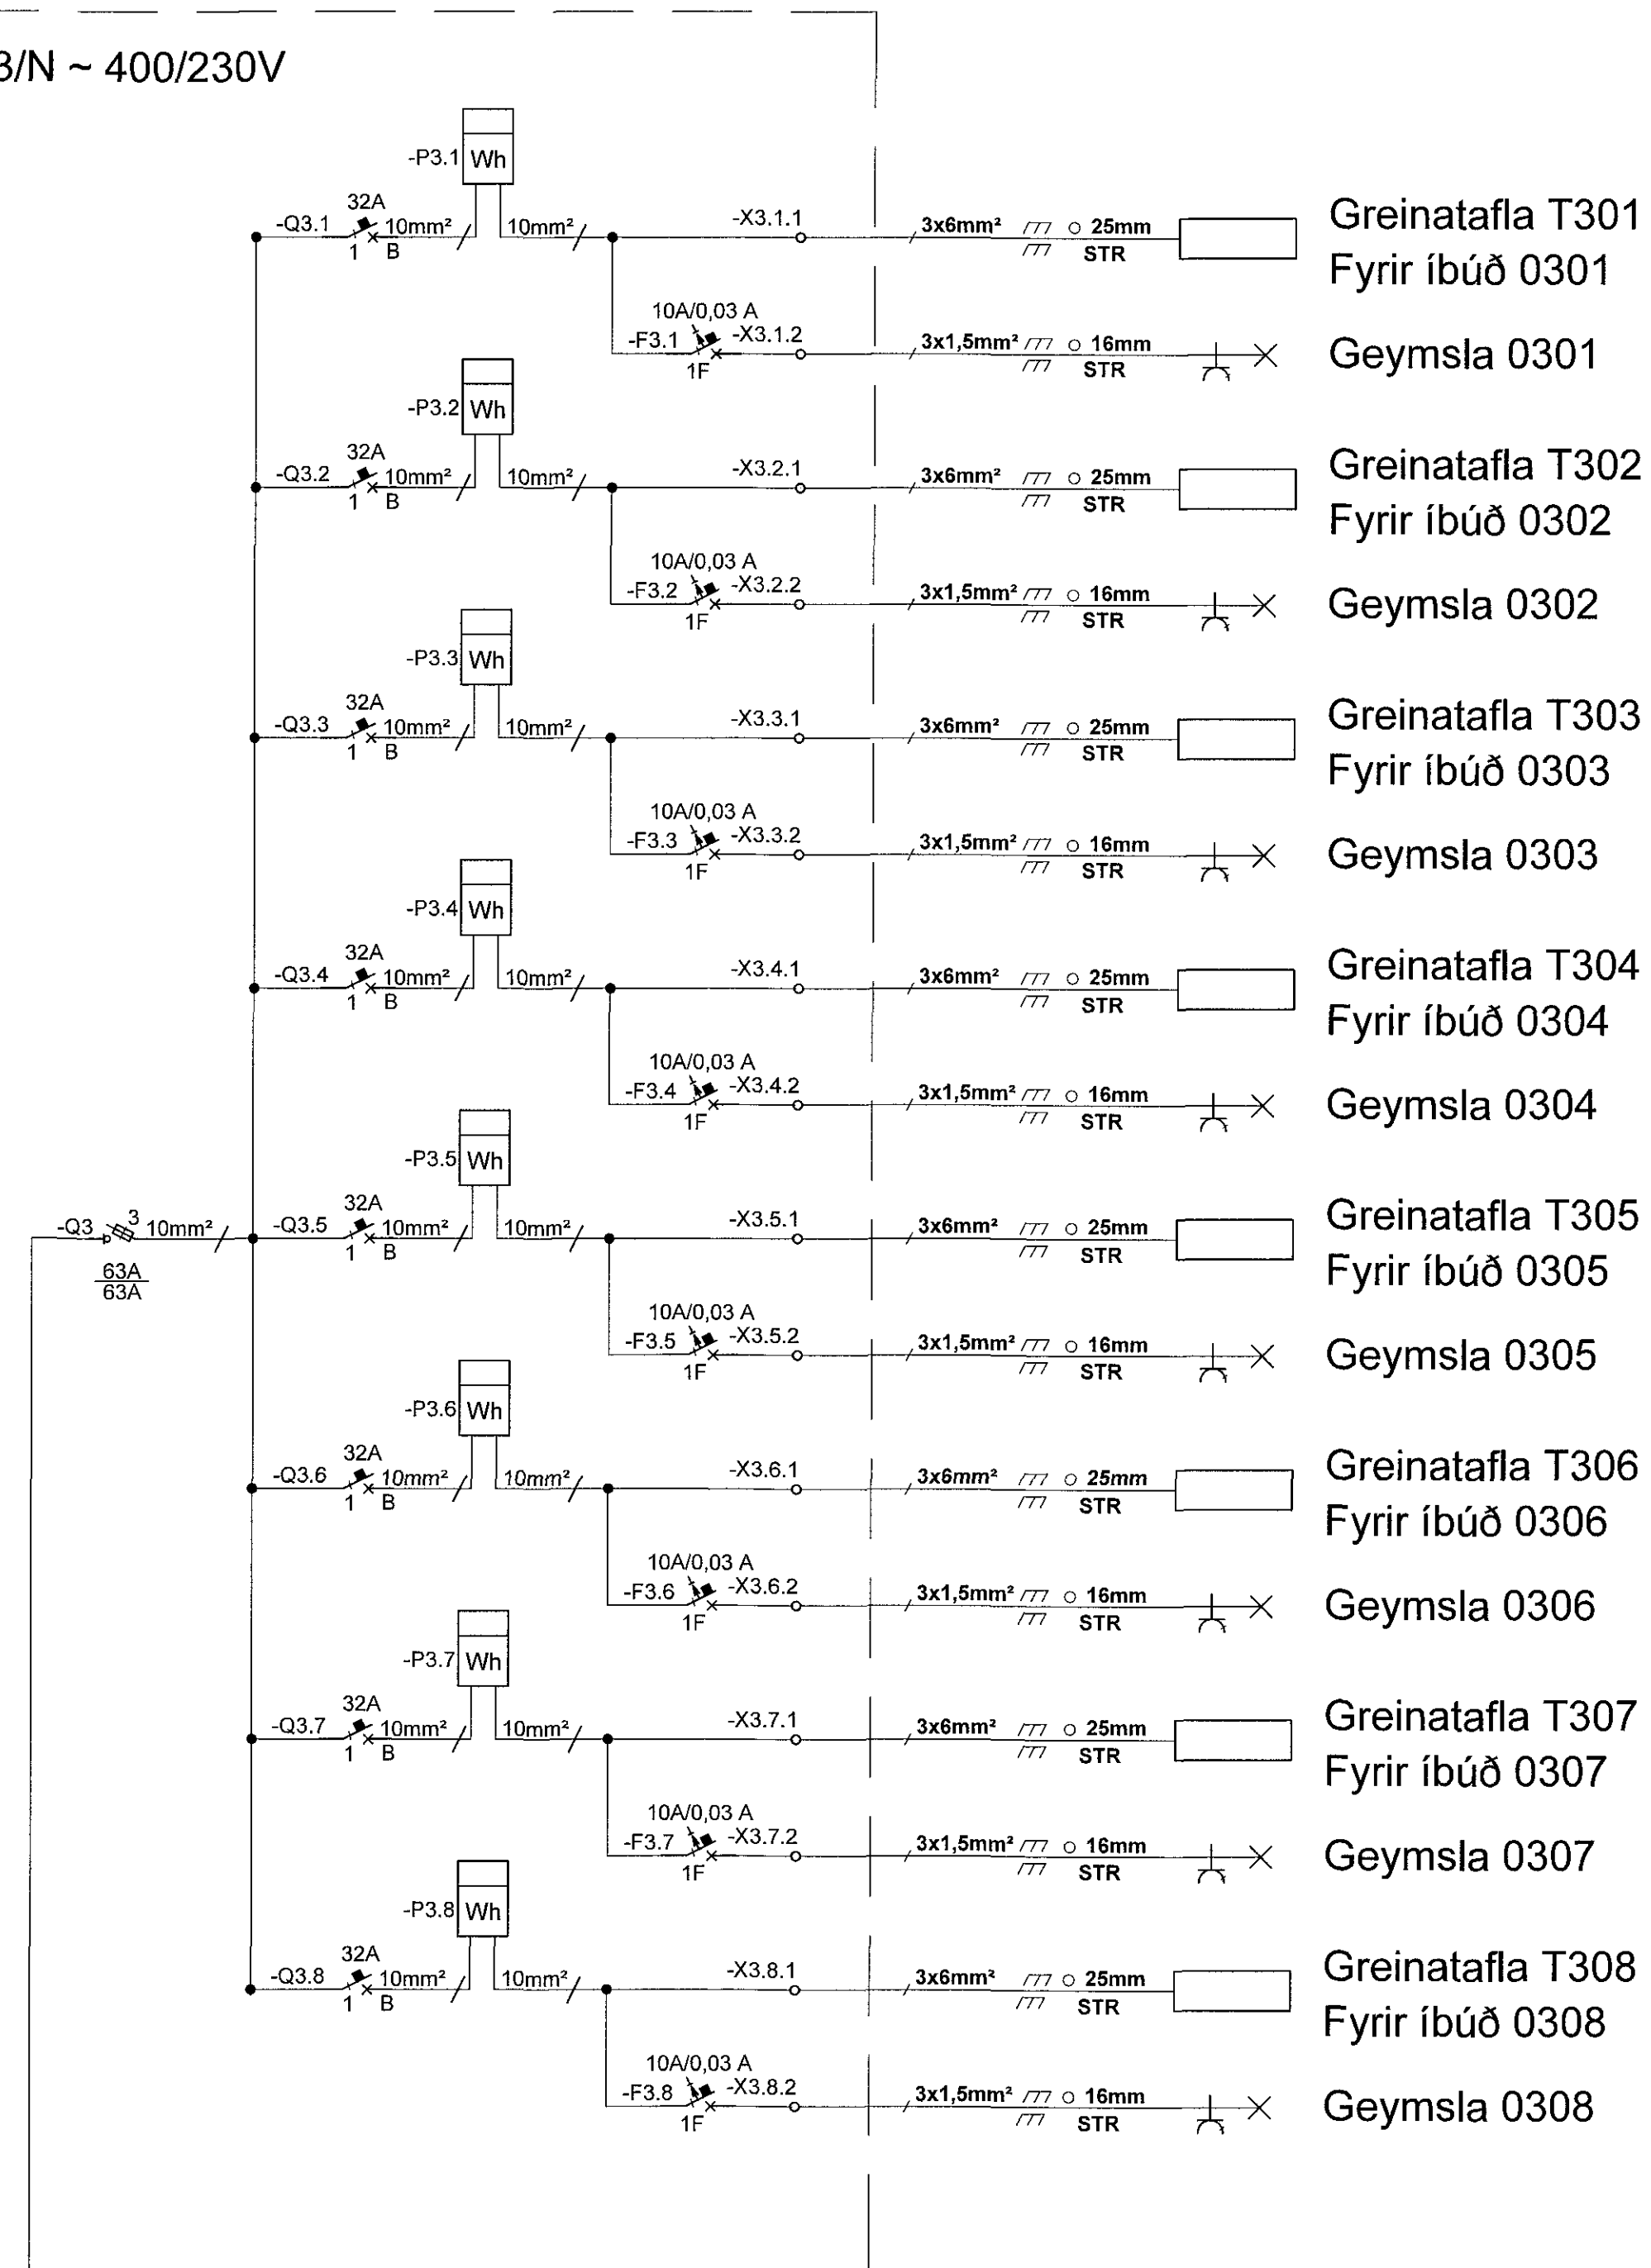 3/N ~ 400/230V
-P3.1 Wh
-Q3.1 32A 1 B 10mm² 10mm² -X3.1.1 3x6mm² 25mm STR
Greinatafla T301
Fyrir íbúð 0301
10A/0,03 A
-F3.1 1F -X3.1.2 3x1,5mm² 16mm STR
Geymsla 0301
-P3.2 Wh
-Q3.2 32A 1 B 10mm² 10mm² -X3.2.1 3x6mm² 25mm STR
Greinatafla T302
Fyrir íbúð 0302
10A/0,03 A
-F3.2 1F -X3.2.2 3x1,5mm² 16mm STR
Geymsla 0302
-P3.3 Wh
-Q3.3 32A 1 B 10mm² 10mm² -X3.3.1 3x6mm² 25mm STR
Greinatafla T303
Fyrir íbúð 0303
10A/0,03 A
-F3.3 1F -X3.3.2 3x1,5mm² 16mm STR
Geymsla 0303
-P3.4 Wh
-Q3.4 32A 1 B 10mm² 10mm² -X3.4.1 3x6mm² 25mm STR
Greinatafla T304
Fyrir íbúð 0304
10A/0,03 A
-F3.4 1F -X3.4.2 3x1,5mm² 16mm STR
Geymsla 0304
-P3.5 Wh
-Q3 3 10mm² 63A 63A
-Q3.5 32A 1 B 10mm² 10mm² -X3.5.1 3x6mm² 25mm STR
Greinatafla T305
Fyrir íbúð 0305
10A/0,03 A
-F3.5 1F -X3.5.2 3x1,5mm² 16mm STR
Geymsla 0305
-P3.6 Wh
-Q3.6 32A 1 B 10mm² 10mm² -X3.6.1 3x6mm² 25mm STR
Greinatafla T306
Fyrir íbúð 0306
10A/0,03 A
-F3.6 1F -X3.6.2 3x1,5mm² 16mm STR
Geymsla 0306
-P3.7 Wh
-Q3.7 32A 1 B 10mm² 10mm² -X3.7.1 3x6mm² 25mm STR
Greinatafla T307
Fyrir íbúð 0307
10A/0,03 A
-F3.7 1F -X3.7.2 3x1,5mm² 16mm STR
Geymsla 0307
-P3.8 Wh
-Q3.8 32A 1 B 10mm² 10mm² -X3.8.1 3x6mm² 25mm STR
Greinatafla T308
Fyrir íbúð 0308
10A/0,03 A
-F3.8 1F -X3.8.2 3x1,5mm² 16mm STR
Geymsla 0308